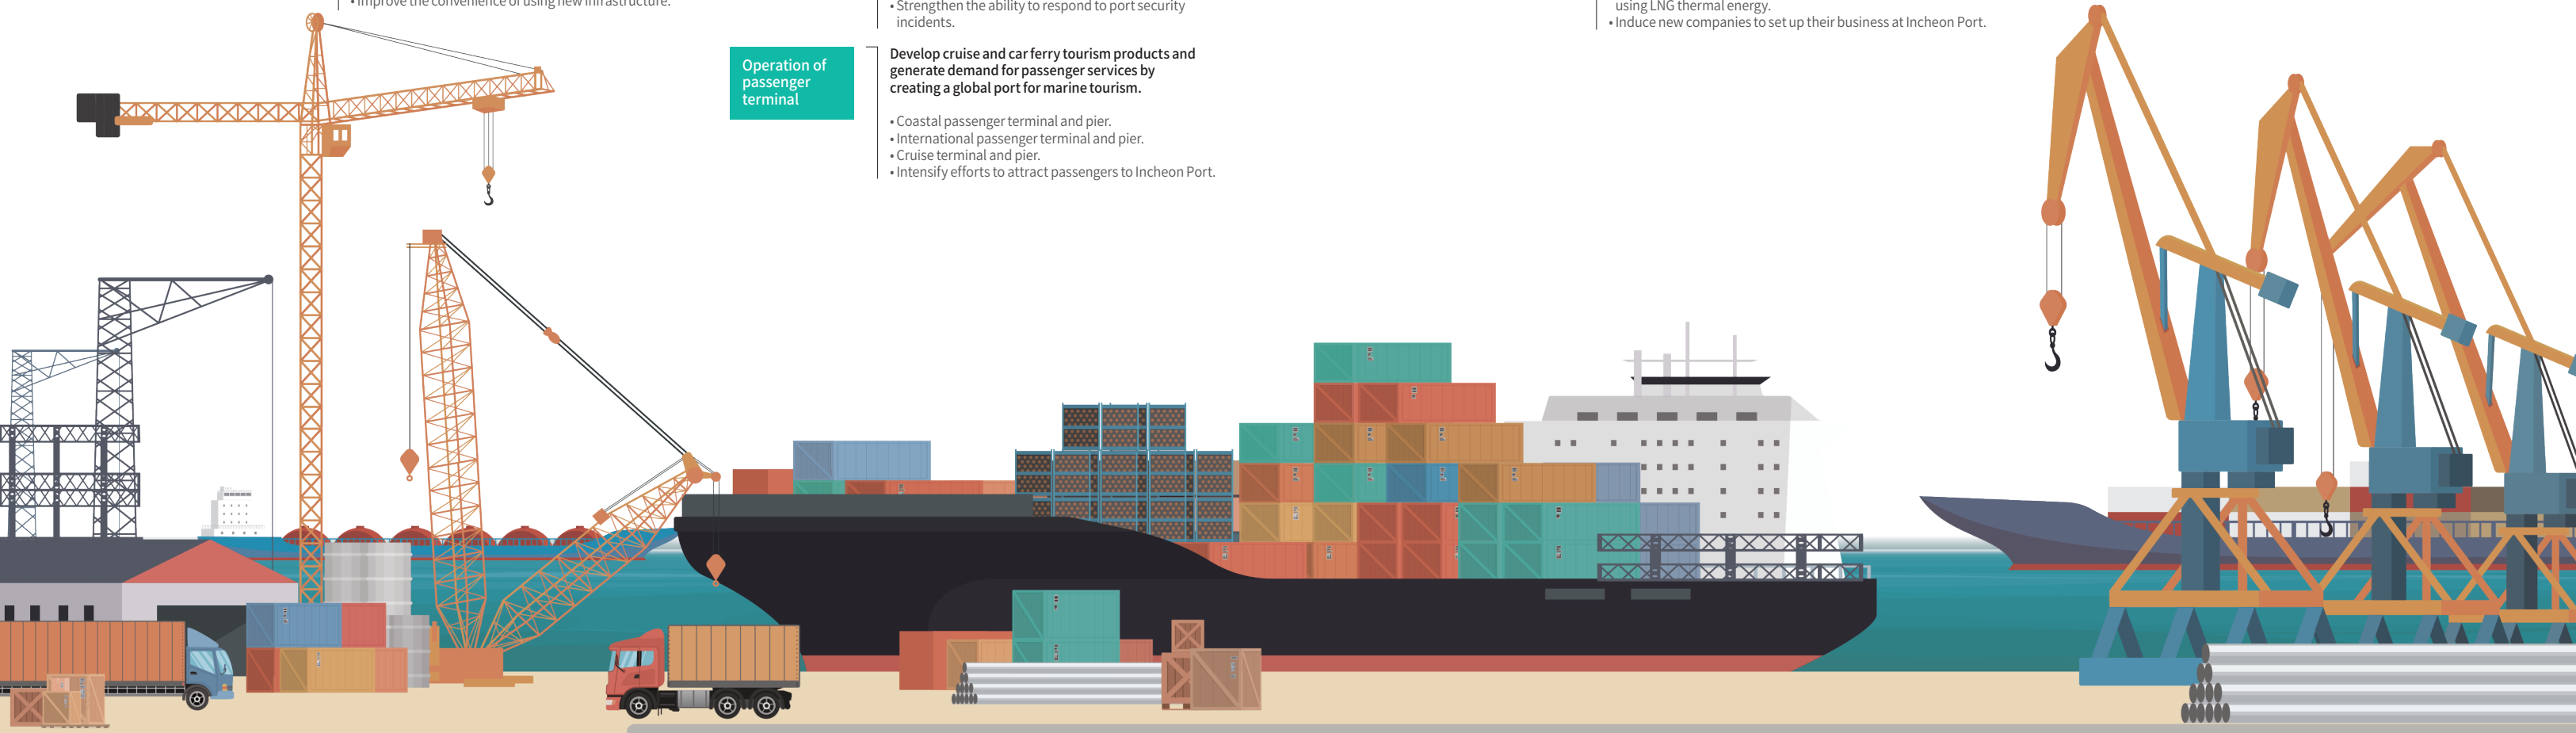 • Improve the convenience of using new infrastructure.
• Strengthen the ability to respond to port security
incidents.
Operation of
passenger
terminal
Develop cruise and car ferry tourism products and
generate demand for passenger services by
creating a global port for marine tourism.
• Coastal passenger terminal and pier.
• International passenger terminal and pier.
• Cruise terminal and pier.
• Intensify efforts to attract passengers to Incheon Port.
using LNG thermal energy.
• Induce new companies to set up their business at Incheon Port.